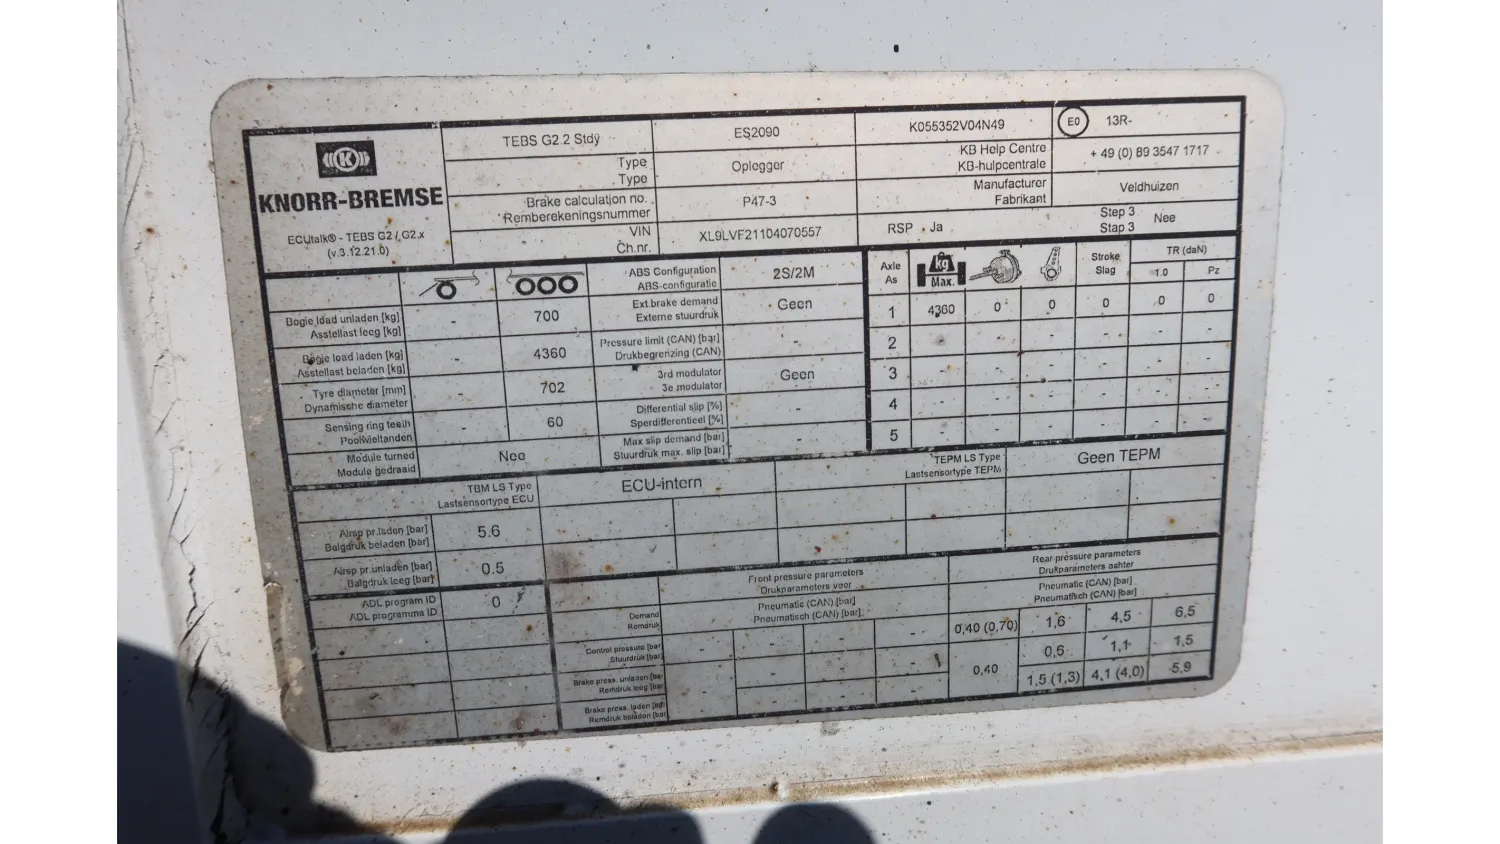 KNORR-BREMSE
ECUtalk® - TEBS G2 / G2.x
(v.3.12.21.0)
TEBS G2.2 Stdy
ES2090
K055352V04N49
E0 13R-
Type
Type
Oplegger
KB Help Centre
KB-hulpcentrale
+ 49 (0) 89 3547 1717
Brake calculation no.
Remberekeningsnummer
P47-3
Manufacturer
Fabrikant
Veldhuizen
VIN
Ch.nr.
XL9LVF21104070557
RSP Ja
Step 3
Stap 3
Nee
ABS Configuration
ABS-configuratie
2S/2M
Bogie load unladen [kg]
Asstellast leeg [kg]
- 700
Ext.brake demand
Externe stuurdruk
Geen
Bogie load laden [kg]
Asstellast beladen [kg]
- 4360
Pressure limit (CAN) [bar]
Drukbegrenzing (CAN)
-
Tyre diameter [mm]
Dynamische diameter
- 702
3rd modulator
3e modulator
Geen
Sensing ring teeth
Poolwieltanden
- 60
Differential slip [%]
Sperdifferentieel [%]
-
Module turned
Module gedraaid
Nee
Max slip demand [bar]
Stuurdruk max. slip [bar]
-
Axle
As
kg
Max.
Stroke
Slag
TR (daN)
1.0 Pz
1 4360 0 0 0 0 0
2 - - - - - -
3 - - - - - -
4 - - - - - -
5 - - - - - -
TBM LS Type
Lastsensortype ECU
ECU-intern
TEPM LS Type
Lastsensortype TEPM
Geen TEPM
Airsp pr.laden [bar]
Balgdruk beladen [bar]
5.6
Airsp pr.unladen [bar]
Balgdruk leeg [bar]
0.5
ADL program ID
ADL programma ID
0
Front pressure parameters
Drukparameters voor
Rear pressure parameters
Drukparameters achter
Pneumatic (CAN) [bar]
Pneumatisch (CAN) [bar]
Pneumatic (CAN) [bar]
Pneumatisch (CAN) [bar]
Demand
Remdruk
Control pressure [bar]
Stuurdruk [bar]
- - - - 0,40 (0,70) 1,6 4,5 6,5
Brake press. unladen [bar]
Remdruk leeg [bar]
- - - - 0,40 0,6 1,1 1,5
Brake press. laden [bar]
Remdruk beladen [bar]
- - - 1,5 (1,3) 4,1 (4,0) 5,9